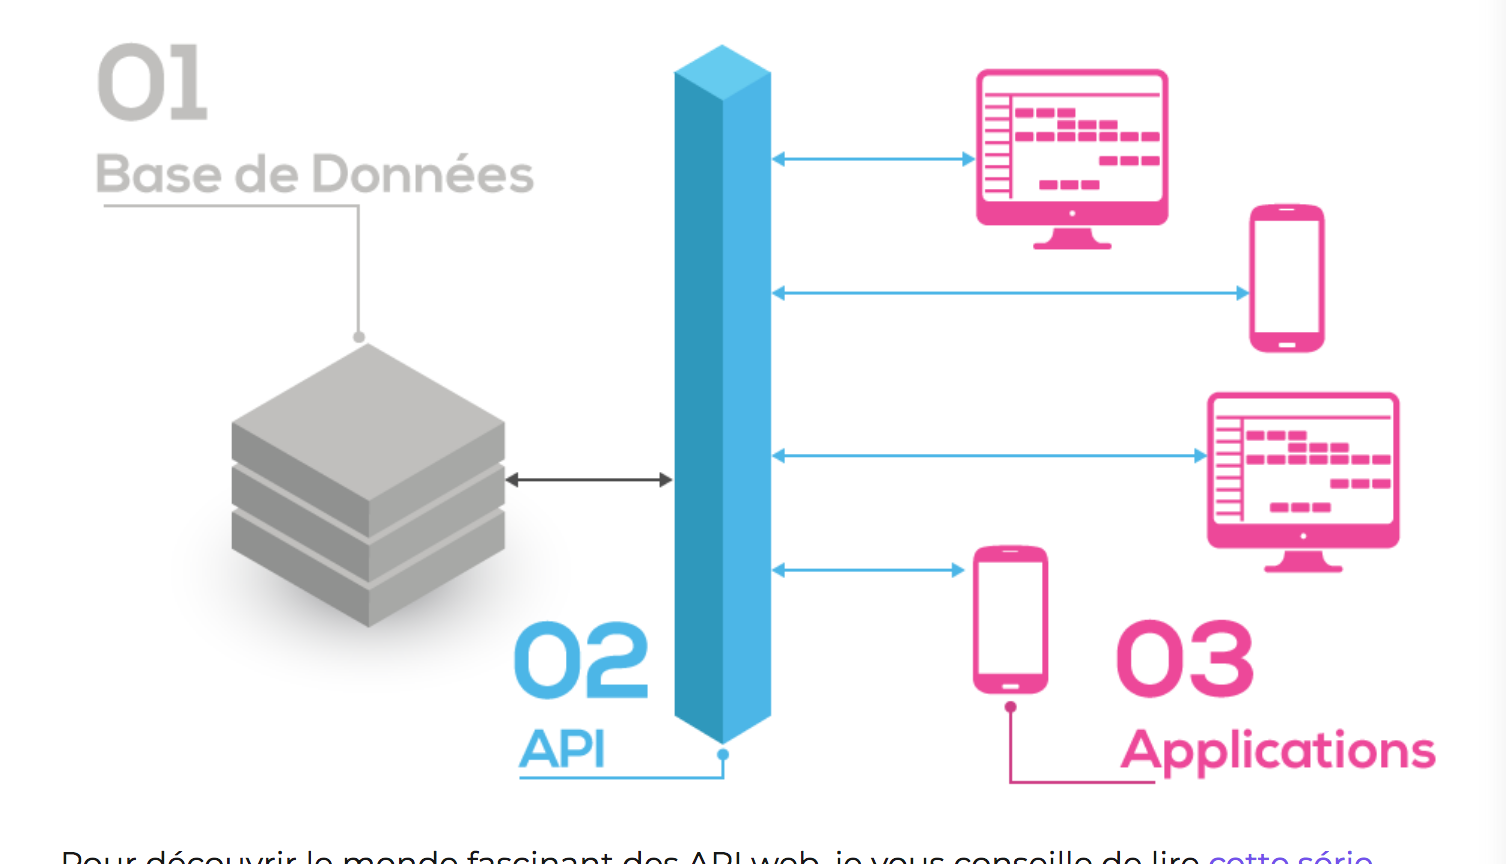 01
Base de Données
02
API
03
Applications
Pour découvrir le monde fascinant des API web, je vous conseille de lire cette série